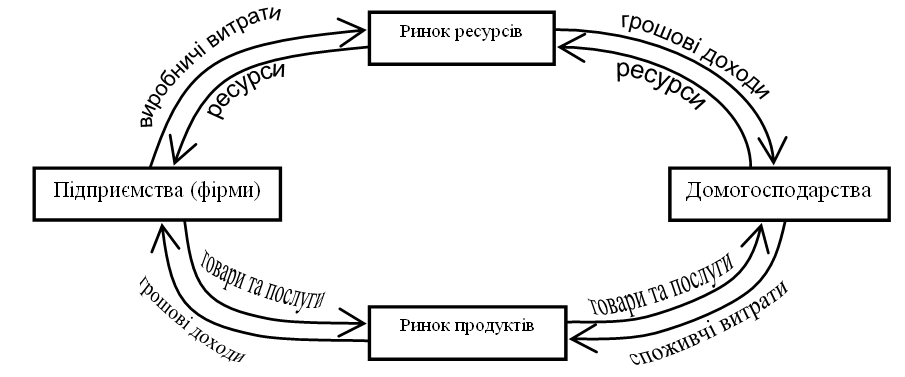 Ринок ресурсів
виробничі витрати
ресурси
грошові доходи
ресурси
Підприємства (фірми)
Домогосподарства
товари та послуги
грошові доходи
товари та послуги
споживчі витрати
Ринок продуктів